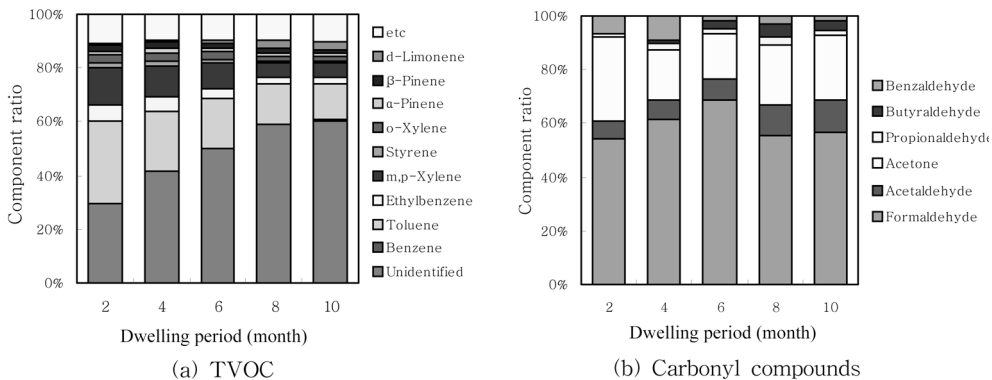 Component ratio
100%
80%
60%
40%
20%
0%
2 4 6 8 10
Dwelling period (month)
etc
d-Limonene
β-Pinene
α-Pinene
o-Xylene
Styrene
m,p-Xylene
Ethylbenzene
Toluene
Benzene
Unidentified
(a) TVOC
Component ratio
100%
80%
60%
40%
20%
0%
2 4 6 8 10
Dwelling period (month)
Benzaldehyde
Butyraldehyde
Propionaldehyde
Acetone
Acetaldehyde
Formaldehyde
(b) Carbonyl compounds